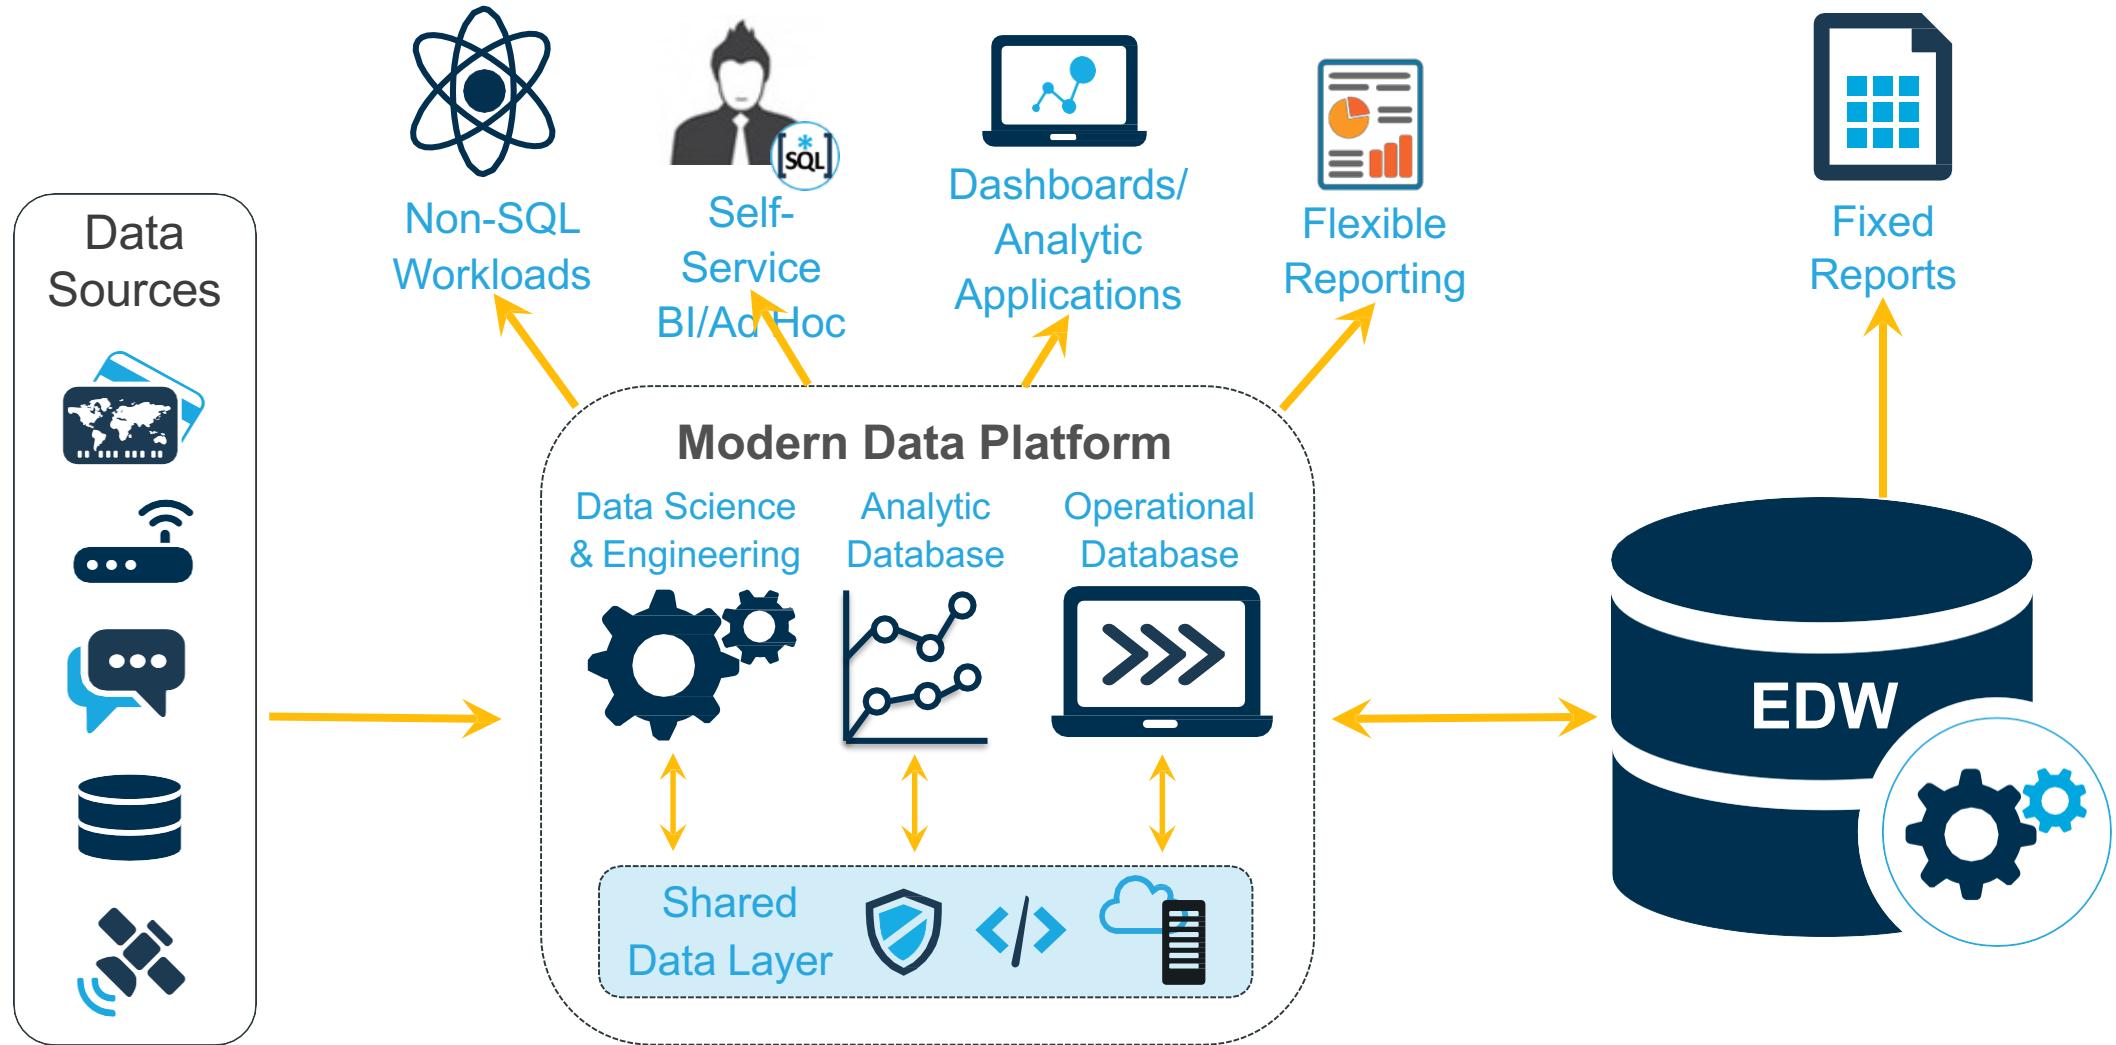 Data
Sources
Non-SQL
Workloads
[SQL]
*
Self-
Service
BI/Ad Hoc
Dashboards/
Analytic
Applications
Flexible
Reporting
Fixed
Reports
Modern Data Platform
Data Science
& Engineering
Analytic
Database
Operational
Database
Shared
Data Layer
</>
EDW